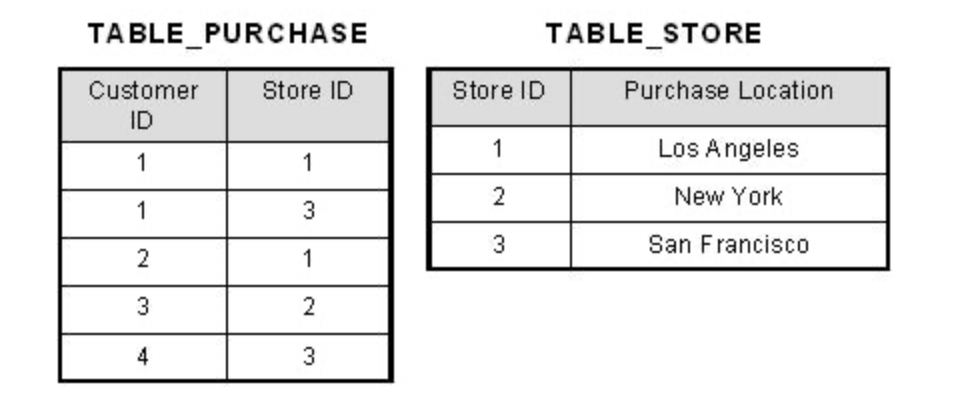 TABLE_PURCHASE
Customer ID Store ID
1 1
1 3
2 1
3 2
4 3
TABLE_STORE
Store ID Purchase Location
1 Los Angeles
2 New York
3 San Francisco